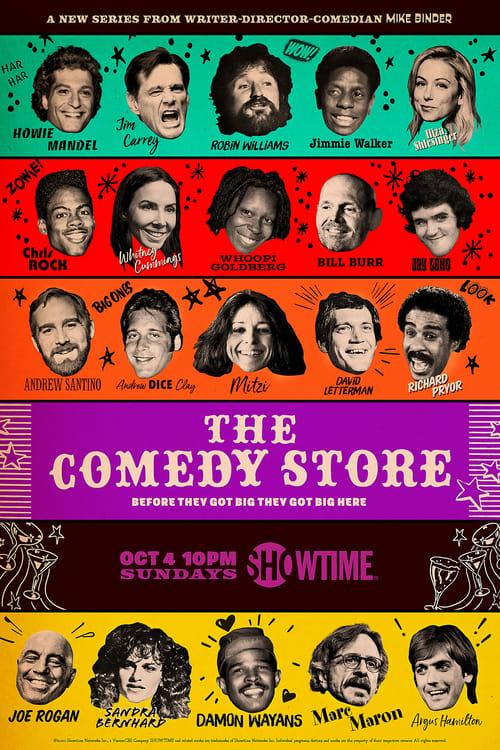 A NEW SERIES FROM WRITER-DIRECTOR-COMEDIAN MIKE BINDER
HAR HAR
WOW!
HOWIE MANDEL
Jim Carrey
ROBIN WILLIAMS
Jimmie Walker
Iliza Shlesinger
ZOWIE!
Chris ROCK
Whitney Cummings
WHOOPI GOLDBERG
BILL BURR
JAY LENO
BIG ONES
LOOK
ANDREW SANTINO
Andrew DICE Clay
Mitzi
DAVID LETTERMAN
RICHARD PRYOR
THE
COMEDY STORE
BEFORE THEY GOT BIG THEY GOT BIG HERE
OCT 4 10PM
SUNDAYS
SHOWTIME
JOE ROGAN
SANDRA BERNHARD
DAMON WAYANS
Marc Maron
Argus Hamilton